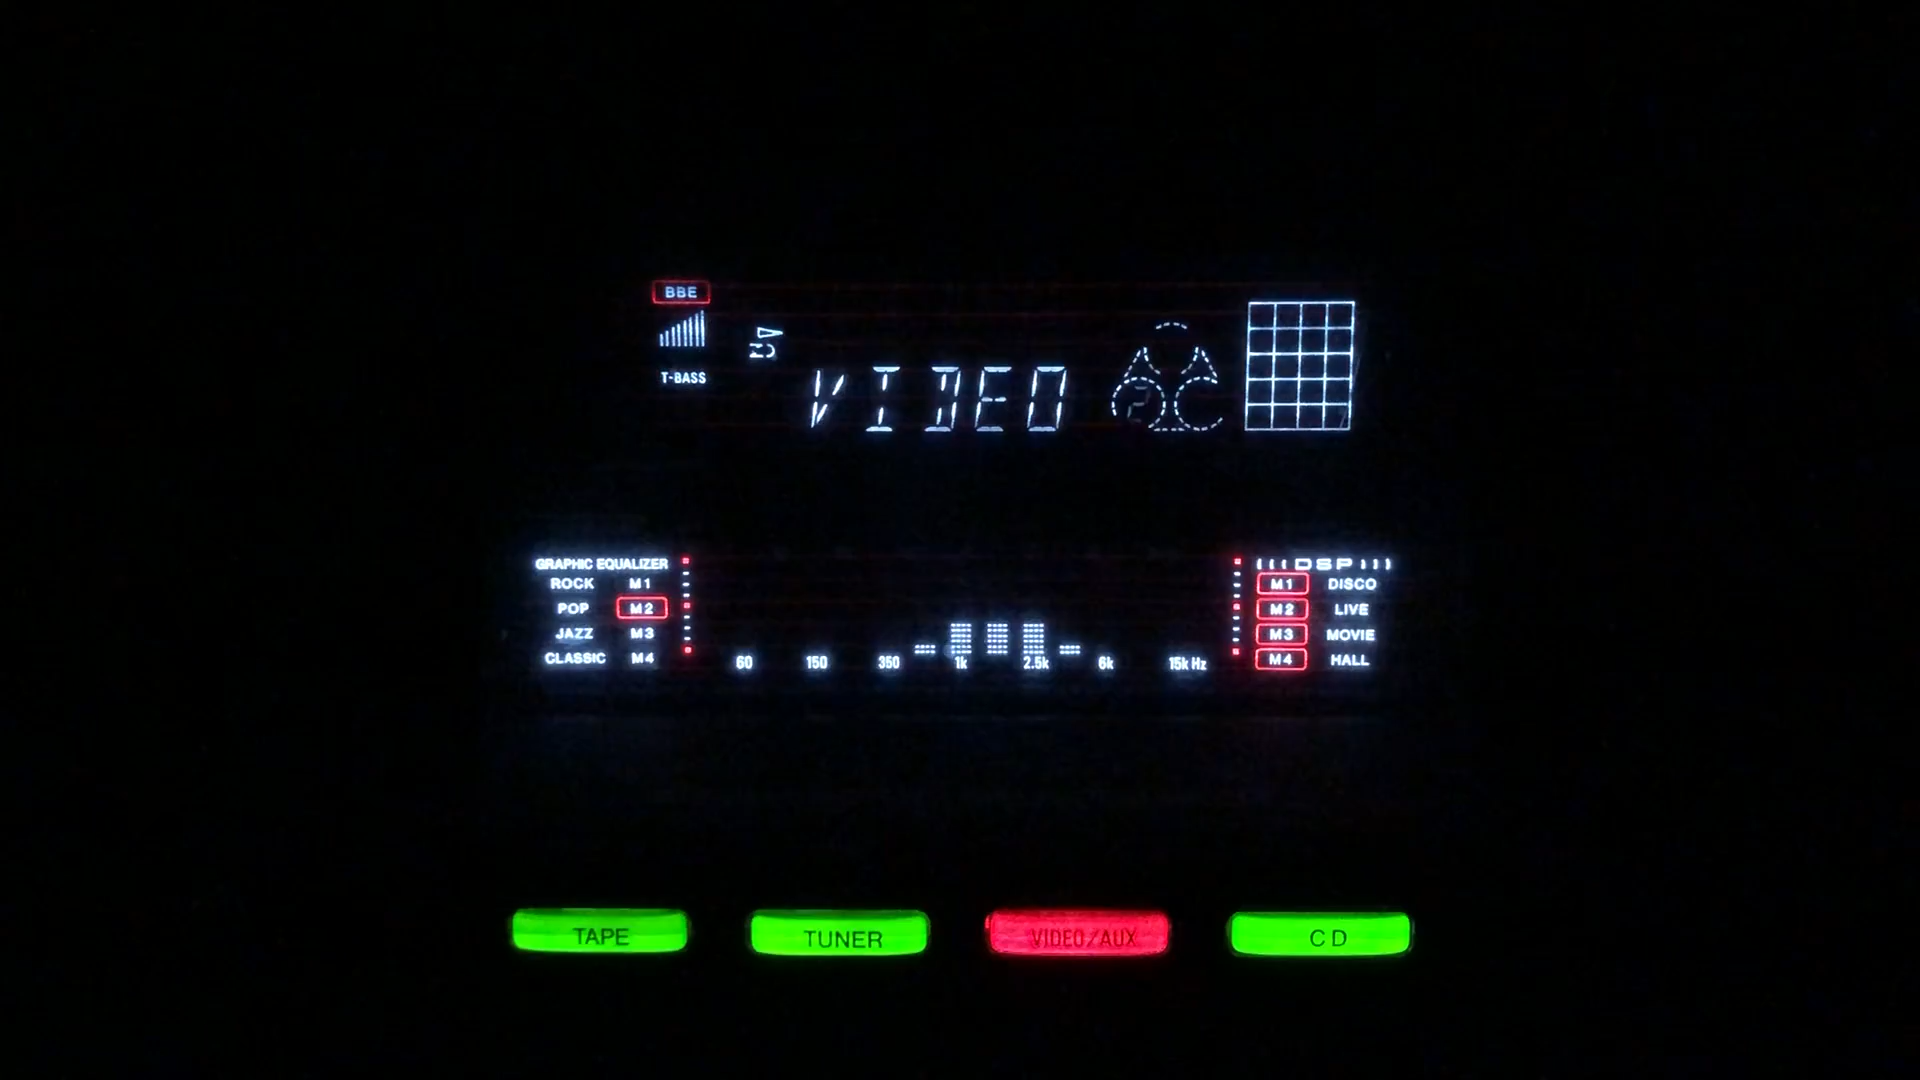 BBE
T-BASS
VIDEO
2
GRAPHIC EQUALIZER
ROCK M1
POP M2
JAZZ M3
CLASSIC M4
60 150 350 1k 2.5k 6k 15k Hz
DSP
M1 DISCO
M2 LIVE
M3 MOVIE
M4 HALL
TAPE
TUNER
VIDEO/AUX
CD